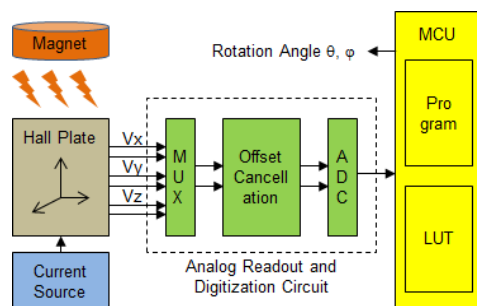 Magnet
Rotation Angle θ, φ
MCU
Pro
gram
Hall Plate
Vx
Vy
Vz
M
U
X
Offset
Cancell
ation
A
D
C
LUT
Current
Source
Analog Readout and
Digitization Circuit